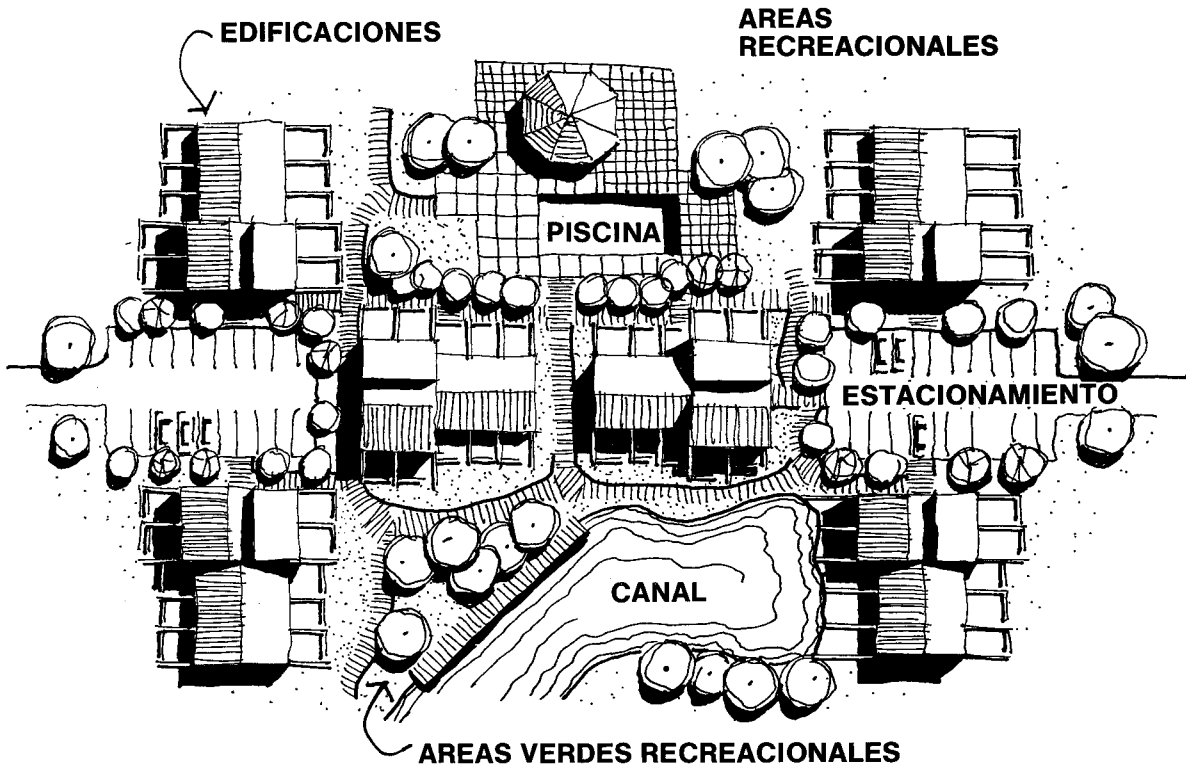 EDIFICACIONES
AREAS
RECREACIONALES
PISCINA
ESTACIONAMIENTO
CANAL
AREAS VERDES RECREACIONALES